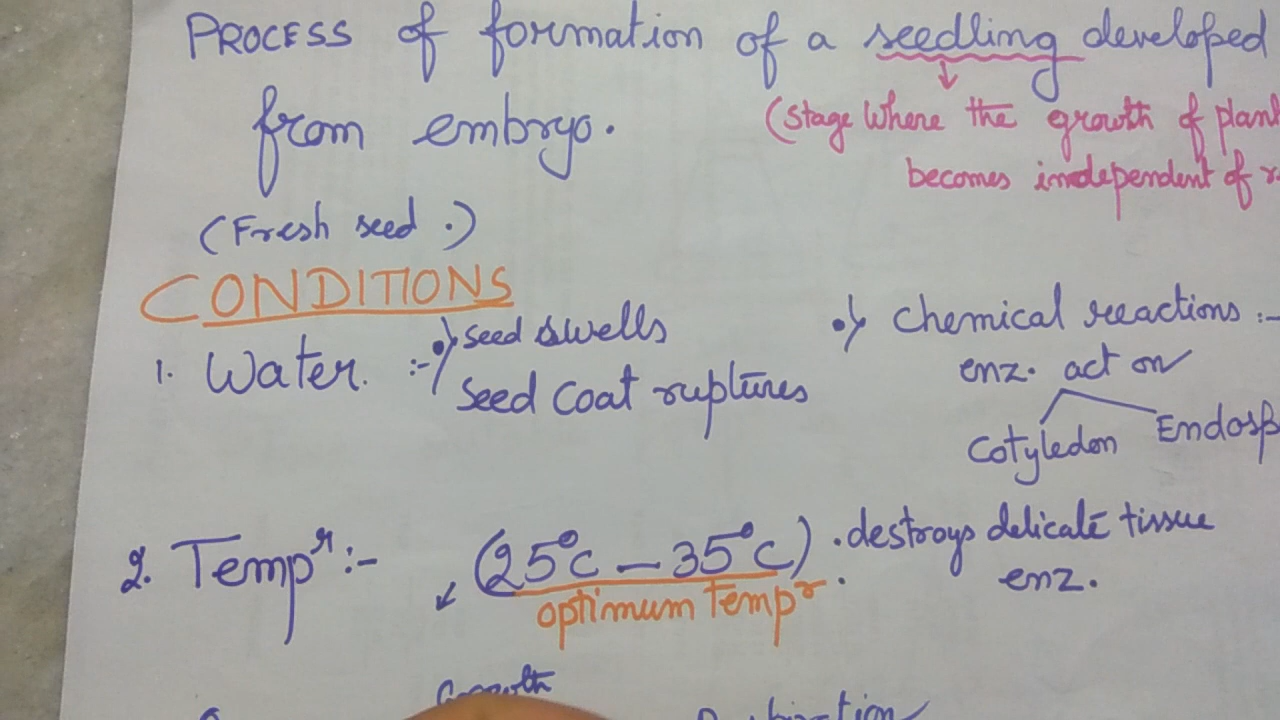 PROCESS of formation of a seedling developed
from embryo.
(Stage where the growth of plant
becomes independent of
(Fresh seed .)
CONDITIONS
1. Water. :- •) seed swells
Seed coat ruptures
•) Chemical reactions :-
enz. act on
Cotyledon Endosp
2. Tempr :- (25°c – 35°c) . destroys delicate tissue
enz.
optimum tempr.
Growth